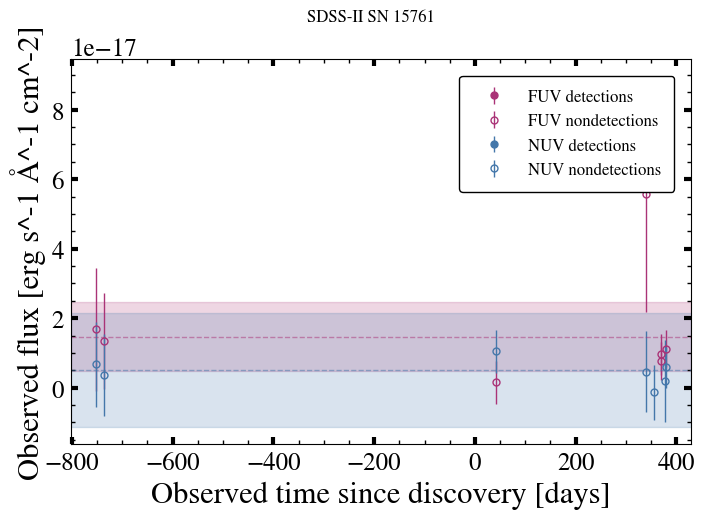 SDSS-II SN 15761
1e−17
FUV detections
FUV nondetections
NUV detections
NUV nondetections
8
6
4
2
0
Observed flux [erg s^-1 Å^-1 cm^-2]
−800 −600 −400 −200 0 200 400
Observed time since discovery [days]